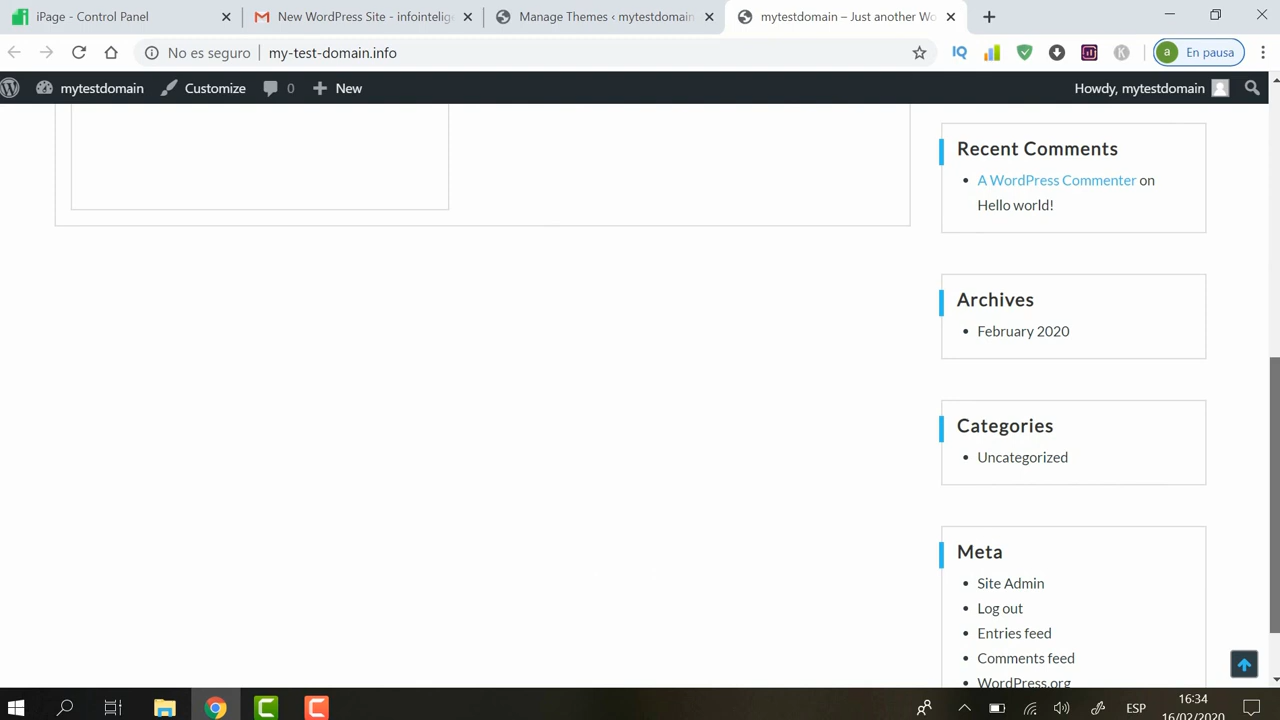 iPage - Control Panel
New WordPress Site - infointelige
Manage Themes ‹ mytestdomain
mytestdomain – Just another Wo
No es seguro
my-test-domain.info
IQ
K
a
En pausa
mytestdomain
Customize
0
New
Howdy, mytestdomain
Recent Comments
A WordPress Commenter on
Hello world!
Archives
February 2020
Categories
Uncategorized
Meta
Site Admin
Log out
Entries feed
Comments feed
WordPress.org
ESP
16:34
16/02/2020